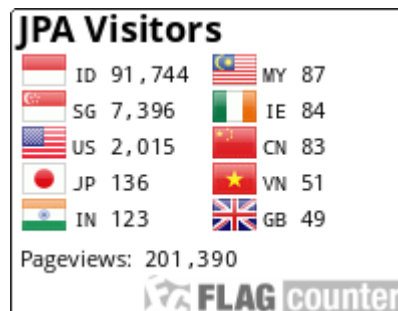 JPA Visitors
ID 91,744 MY 87
SG 7,396 IE 84
US 2,015 CN 83
JP 136 VN 51
IN 123 GB 49
Pageviews: 201,390
FC FLAG counter